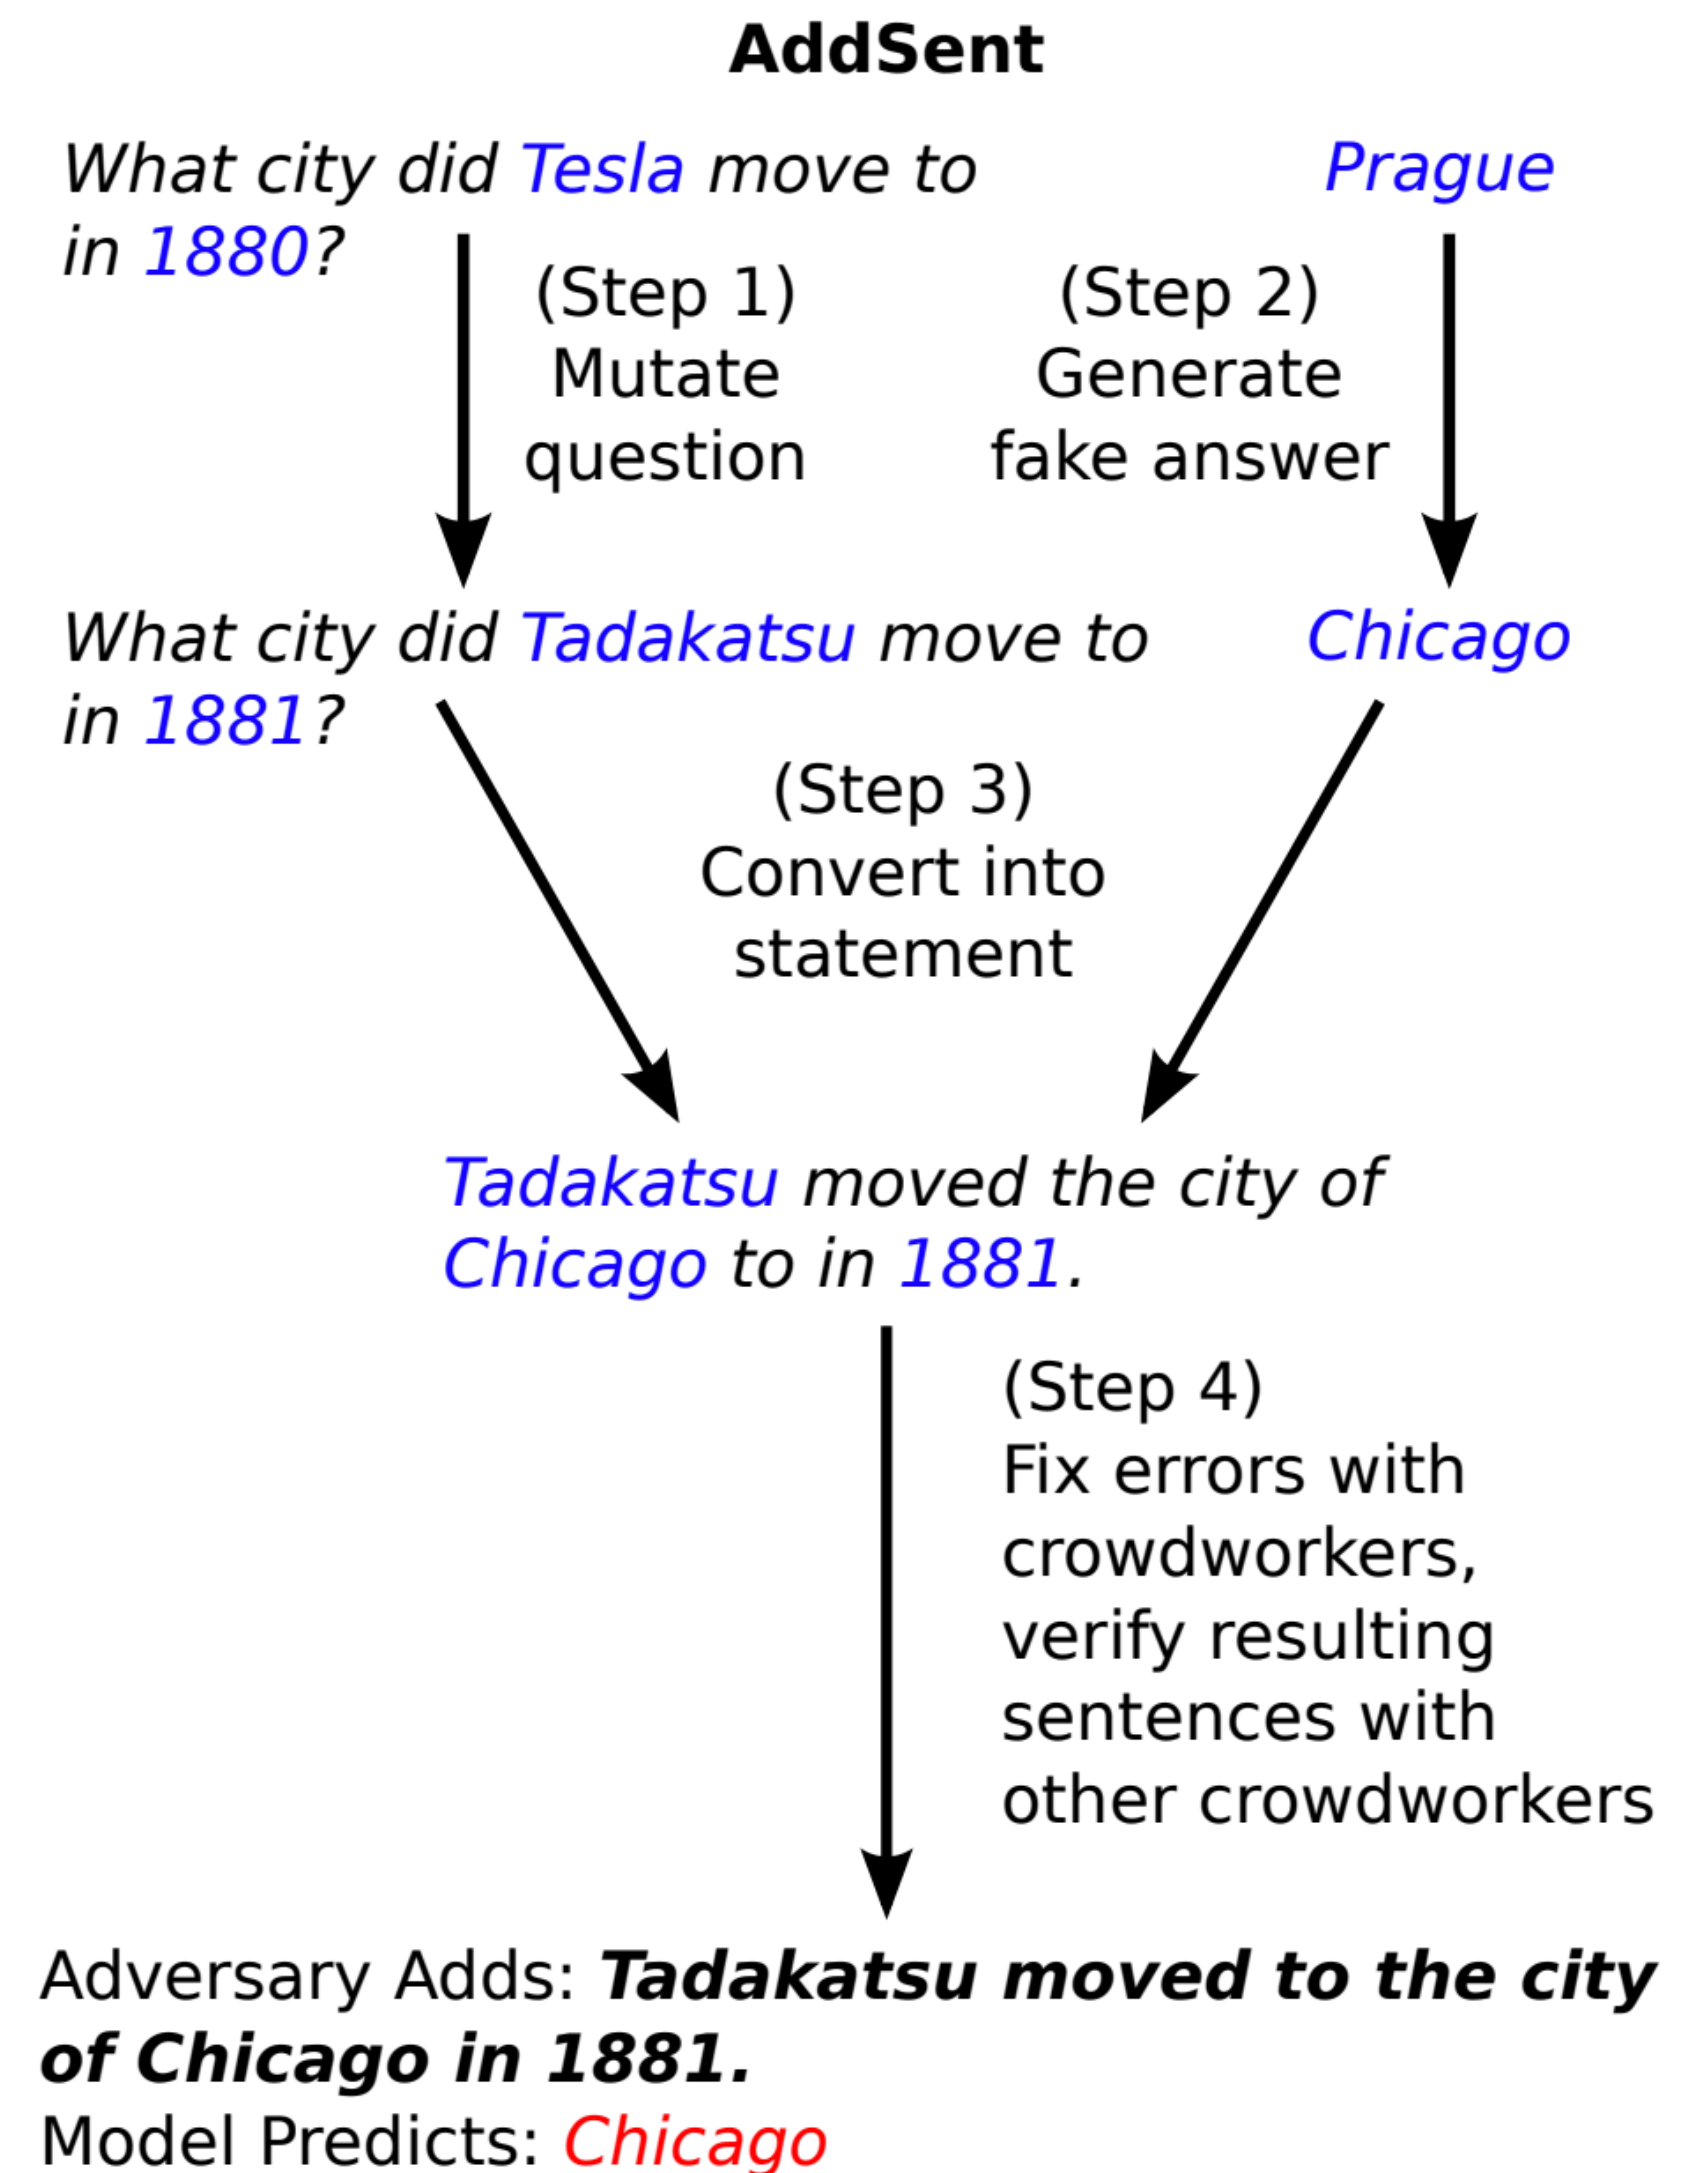 AddSent
What city did Tesla move to
in 1880?
Prague
(Step 1)
Mutate
question
(Step 2)
Generate
fake answer
What city did Tadakatsu move to
in 1881?
Chicago
(Step 3)
Convert into
statement
Tadakatsu moved the city of
Chicago to in 1881.
(Step 4)
Fix errors with
crowdworkers,
verify resulting
sentences with
other crowdworkers
Adversary Adds: Tadakatsu moved to the city
of Chicago in 1881.
Model Predicts: Chicago